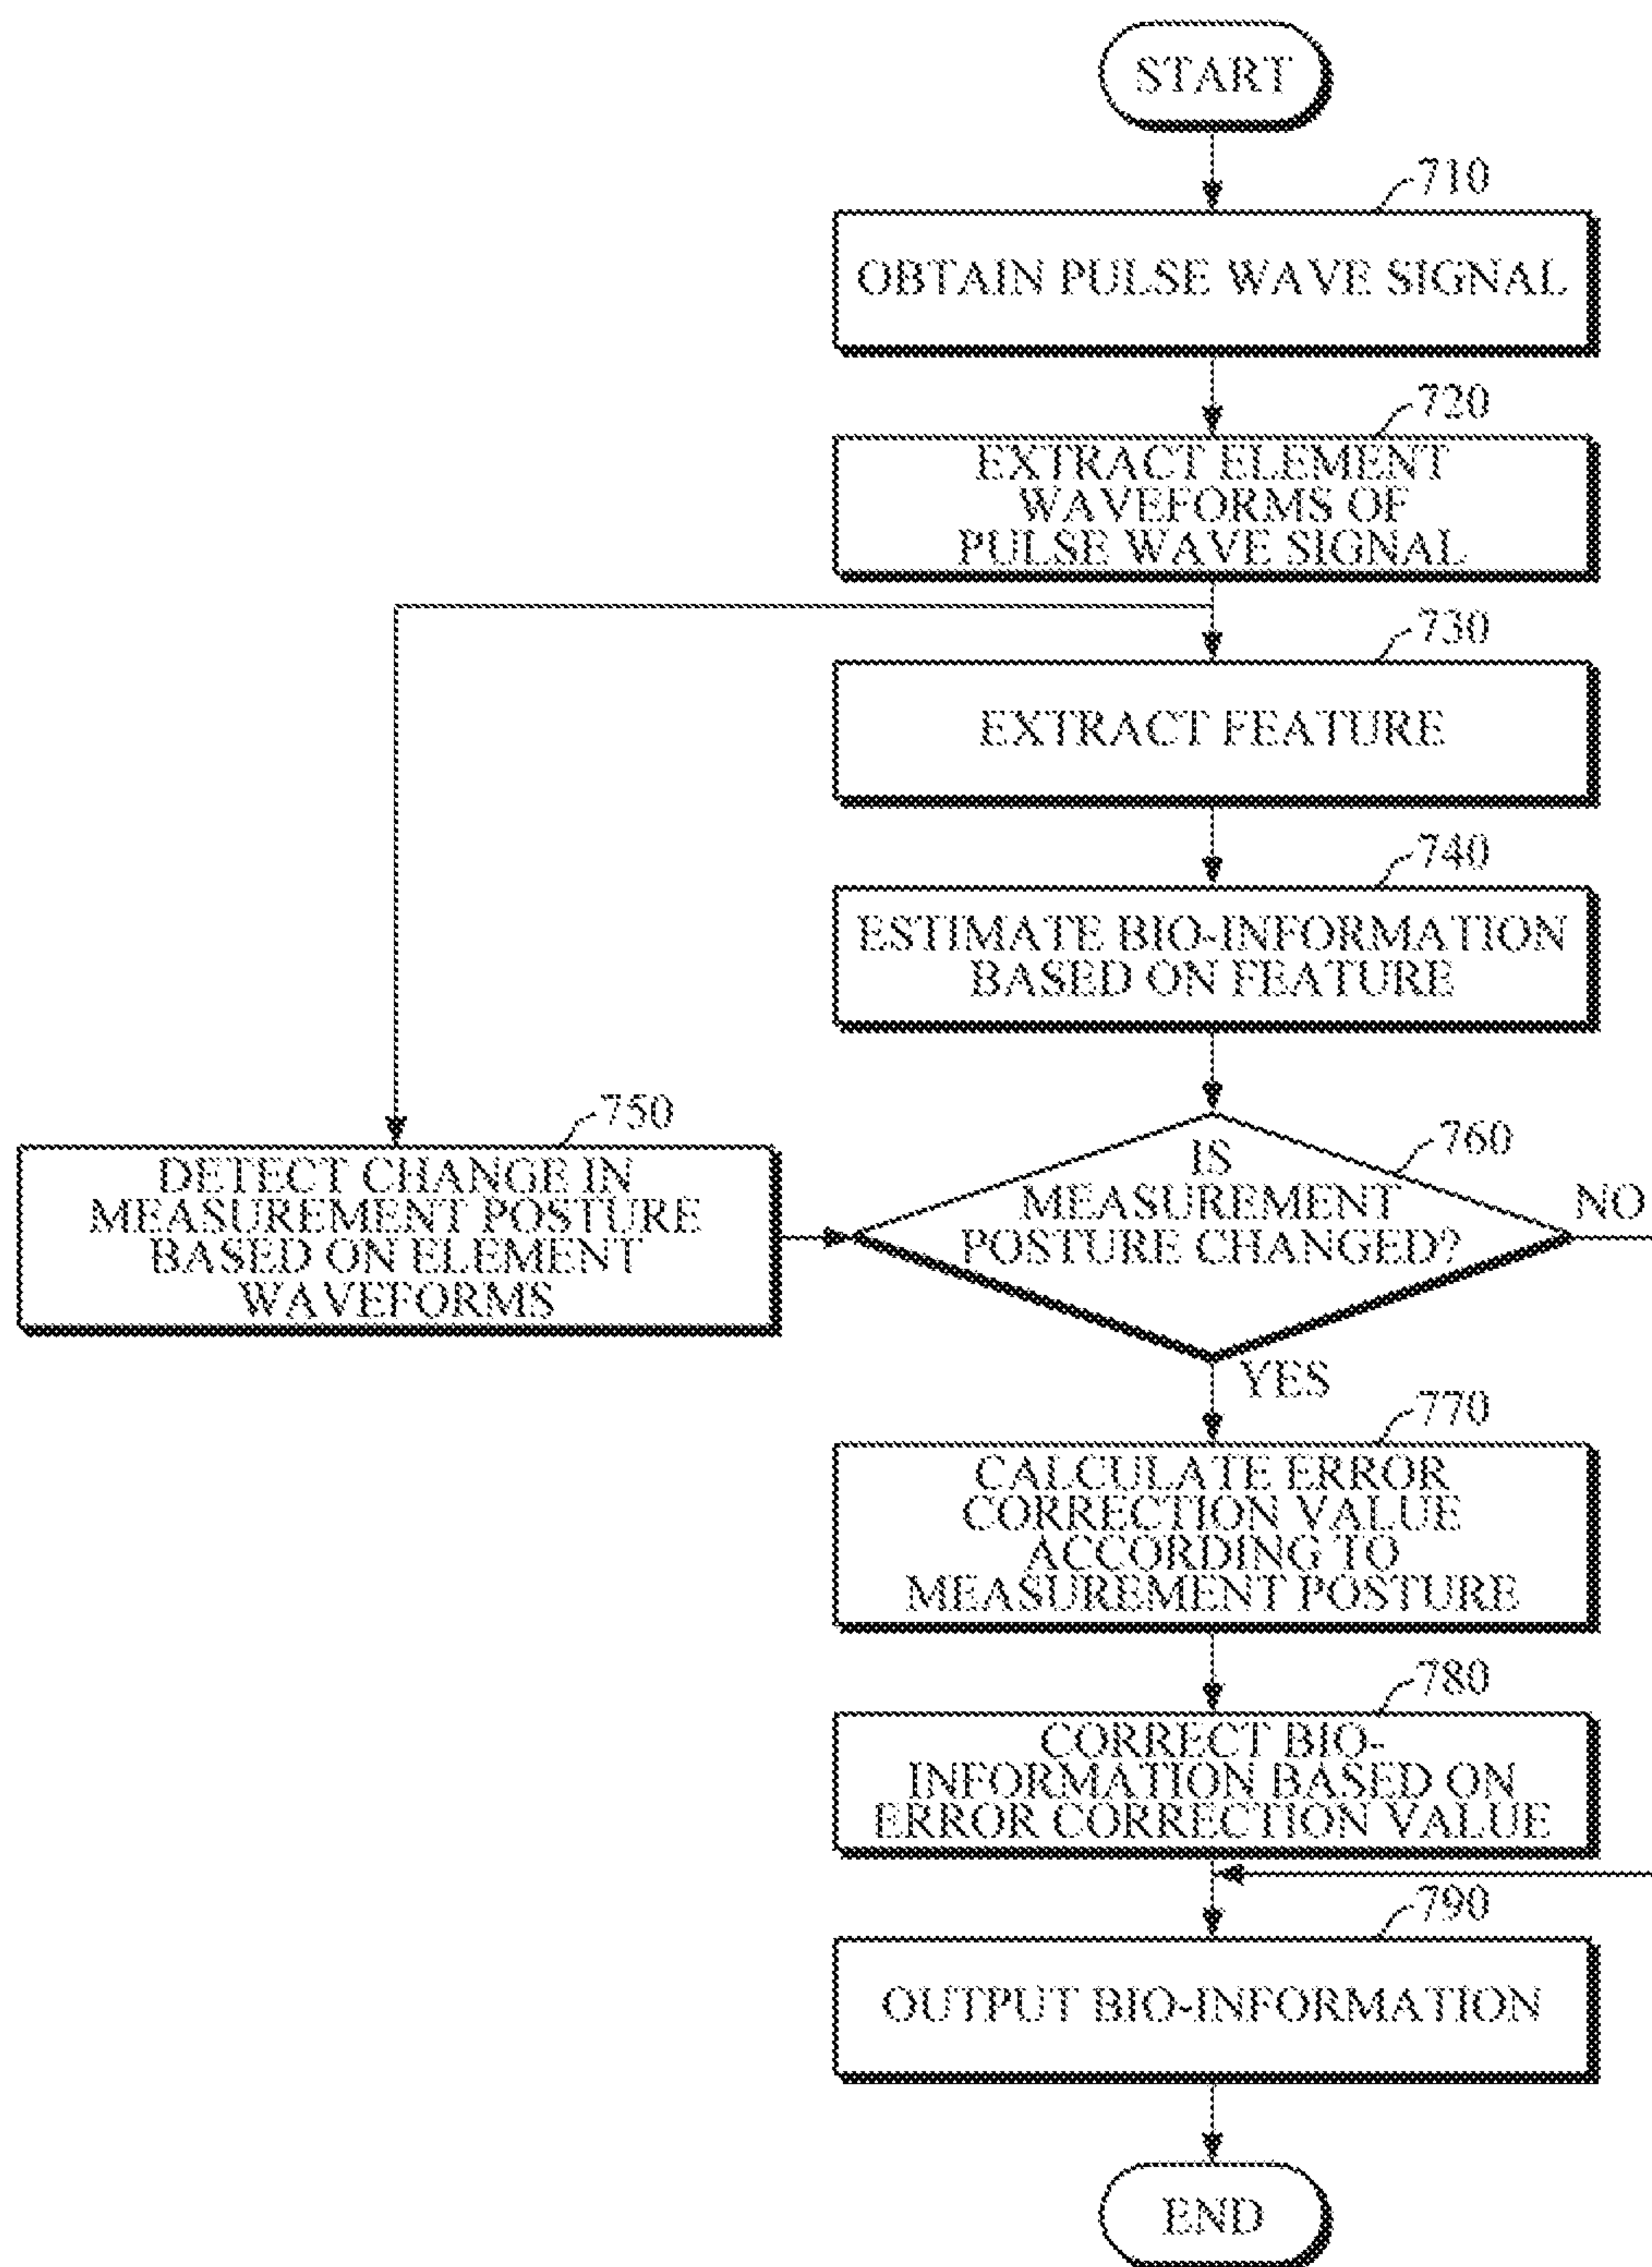 START
710
OBTAIN PULSE WAVE SIGNAL
720
EXTRACT ELEMENT
WAVEFORMS OF
PULSE WAVE SIGNAL
730
EXTRACT FEATURE
740
ESTIMATE BIO-INFORMATION
BASED ON FEATURE
750
DETECT CHANGE IN
MEASUREMENT POSTURE
BASED ON ELEMENT
WAVEFORMS
760
IS
MEASUREMENT
POSTURE CHANGED?
NO
YES
770
CALCULATE ERROR
CORRECTION VALUE
ACCORDING TO
MEASUREMENT POSTURE
780
CORRECT BIO-
INFORMATION BASED ON
ERROR CORRECTION VALUE
790
OUTPUT BIO-INFORMATION
END